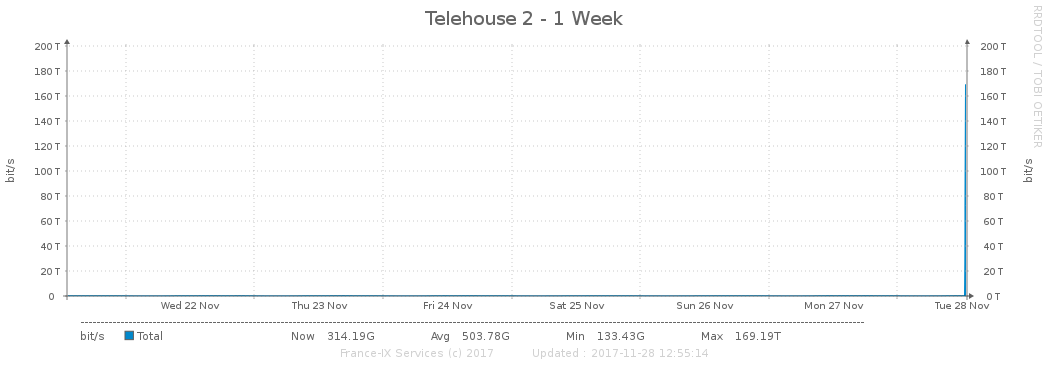 Telehouse 2 - 1 Week
RRDTOOL / TOBI OETIKER
200 T 200 T
180 T 180 T
160 T 160 T
140 T 140 T
120 T 120 T
100 T 100 T
80 T 80 T
60 T 60 T
40 T 40 T
20 T 20 T
0 0 T
bit/s bit/s
Wed 22 Nov Thu 23 Nov Fri 24 Nov Sat 25 Nov Sun 26 Nov Mon 27 Nov Tue 28 Nov
bit/s Total Now 314.19G Avg 503.78G Min 133.43G Max 169.19T
France-IX Services (c) 2017 Updated : 2017-11-28 12:55:14